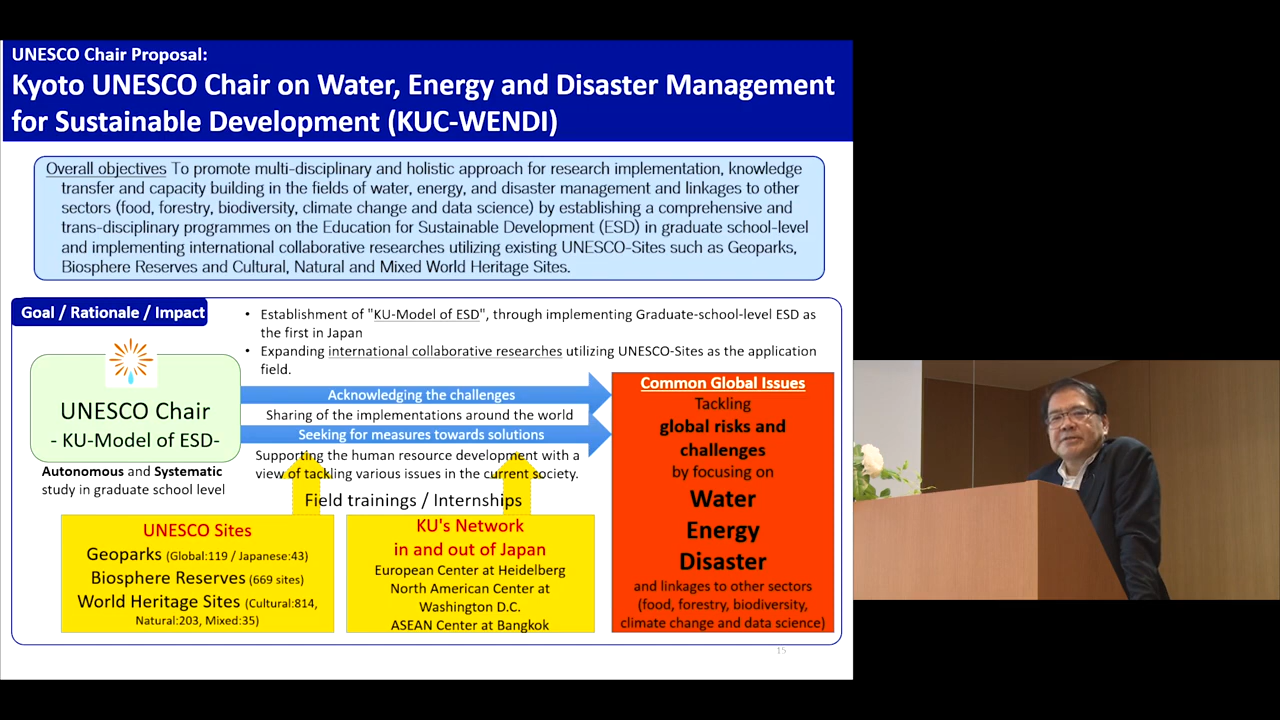 UNESCO Chair Proposal:
Kyoto UNESCO Chair on Water, Energy and Disaster Management
for Sustainable Development (KUC-WENDI)
Overall objectives To promote multi-disciplinary and holistic approach for research implementation, knowledge
transfer and capacity building in the fields of water, energy, and disaster management and linkages to other
sectors (food, forestry, biodiversity, climate change and data science) by establishing a comprehensive and
trans-disciplinary programmes on the Education for Sustainable Development (ESD) in graduate school-level
and implementing international collaborative researches utilizing existing UNESCO-Sites such as Geoparks,
Biosphere Reserves and Cultural, Natural and Mixed World Heritage Sites.
Goal / Rationale / Impact
• Establishment of "KU-Model of ESD", through implementing Graduate-school-level ESD as
the first in Japan
• Expanding international collaborative researches utilizing UNESCO-Sites as the application
field.
UNESCO Chair
- KU-Model of ESD-
Autonomous and Systematic
study in graduate school level
Acknowledging the challenges
Sharing of the implementations around the world
Seeking for measures towards solutions
Supporting the human resource development with a
view of tackling various issues in the current society.
Field trainings / Internships
UNESCO Sites
Geoparks (Global:119 / Japanese:43)
Biosphere Reserves (669 sites)
World Heritage Sites (Cultural:814,
Natural:203, Mixed:35)
KU's Network
in and out of Japan
European Center at Heidelberg
North American Center at
Washington D.C.
ASEAN Center at Bangkok
Common Global Issues
Tackling
global risks and
challenges
by focusing on
Water
Energy
Disaster
and linkages to other sectors
(food, forestry, biodiversity,
climate change and data science)
15